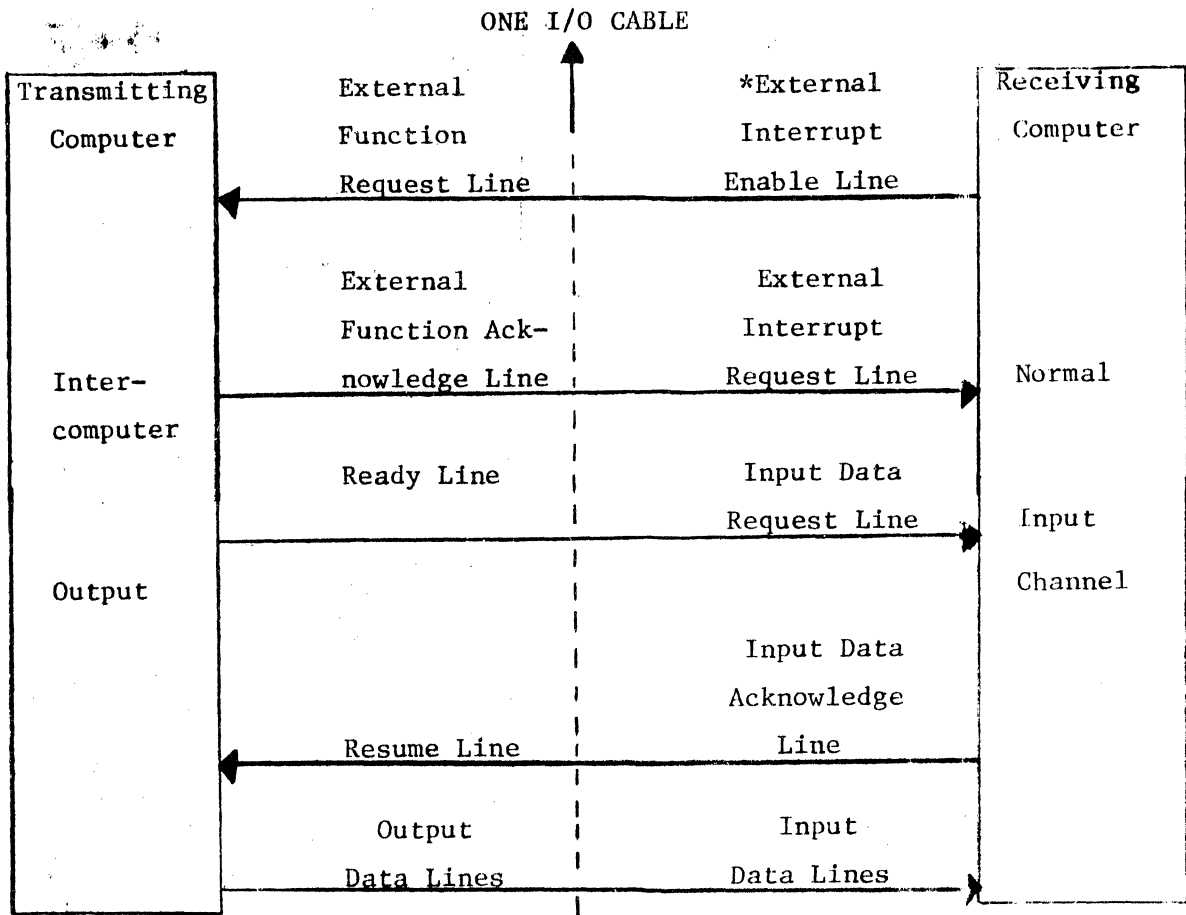 ONE I/O CABLE
Transmitting
Computer
Inter-
computer
Output
External
Function
Request Line
*External
Interrupt
Enable Line
External
Function Ack-
nowledge Line
External
Interrupt
Request Line
Ready Line
Input Data
Request Line
Resume Line
Input Data
Acknowledge
Line
Output
Data Lines
Input
Data Lines
Receiving
Computer
Normal
Input
Channel